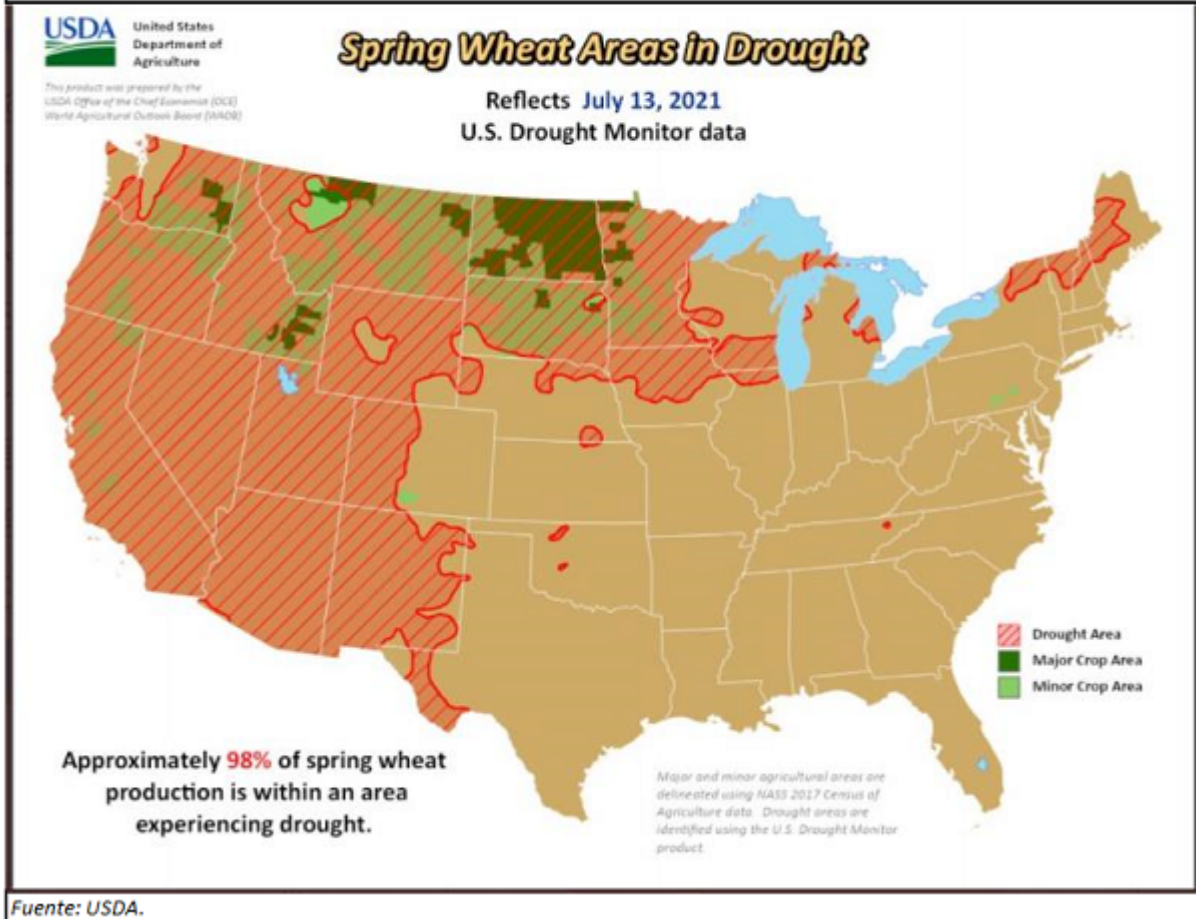 USDA
United States
Department of
Agriculture
This product was prepared by the
USDA Office of the Chief Economist (OCE)
World Agricultural Outlook Board (WAOB)
Spring Wheat Areas in Drought
Reflects July 13, 2021
U.S. Drought Monitor data
Drought Area
Major Crop Area
Minor Crop Area
Approximately 98% of spring wheat
production is within an area
experiencing drought.
Major and minor agricultural areas are
delineated using NASS 2017 Census of
Agriculture data. Drought areas are
identified using the U.S. Drought Monitor
product.
Fuente: USDA.